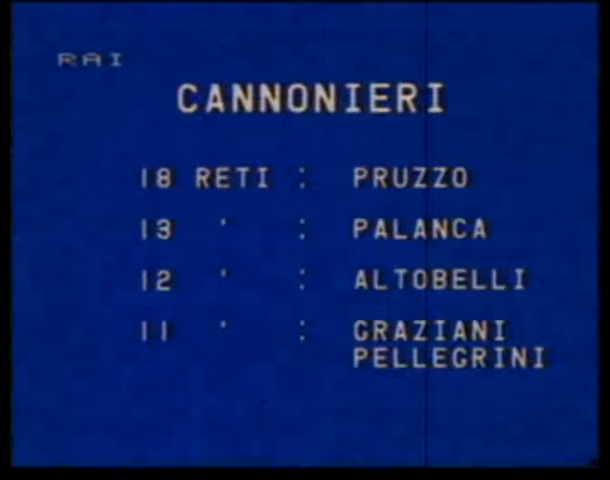 RAI
CANNONIERI
18 RETI : PRUZZO
13 ' : PALANCA
12 ' : ALTOBELLI
11 ' : GRAZIANI
PELLEGRINI